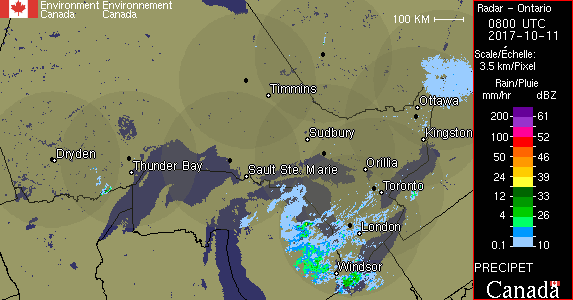 Environment Environnement
Canada Canada
100 KM
Timmins
Ottawa
Sudbury
Kingston
Dryden
Thunder Bay
Sault Ste. Marie
Orillia
Toronto
London
Windsor
Radar - Ontario
0800 UTC
2017-10-11
Scale/Échelle:
3.5 km/Pixel
Rain/Pluie
mm/hr dBZ
200 61
100 52
50 46
24 39
12 33
4 26
0.1 10
PRECIPET
Canada